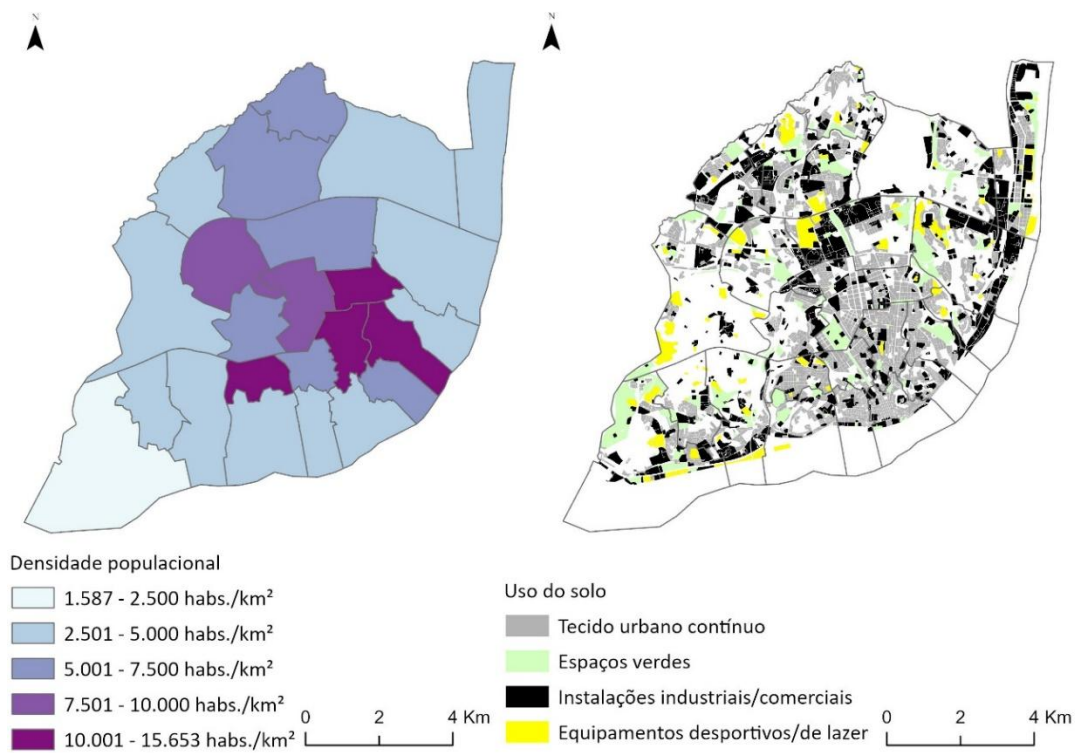 N
N
Densidade populacional
1.587 - 2.500 habs./km²
2.501 - 5.000 habs./km²
5.001 - 7.500 habs./km²
7.501 - 10.000 habs./km²
10.001 - 15.653 habs./km²
0 2 4 Km
Uso do solo
Tecido urbano contínuo
Espaços verdes
Instalações industriais/comerciais
Equipamentos desportivos/de lazer
0 2 4 Km